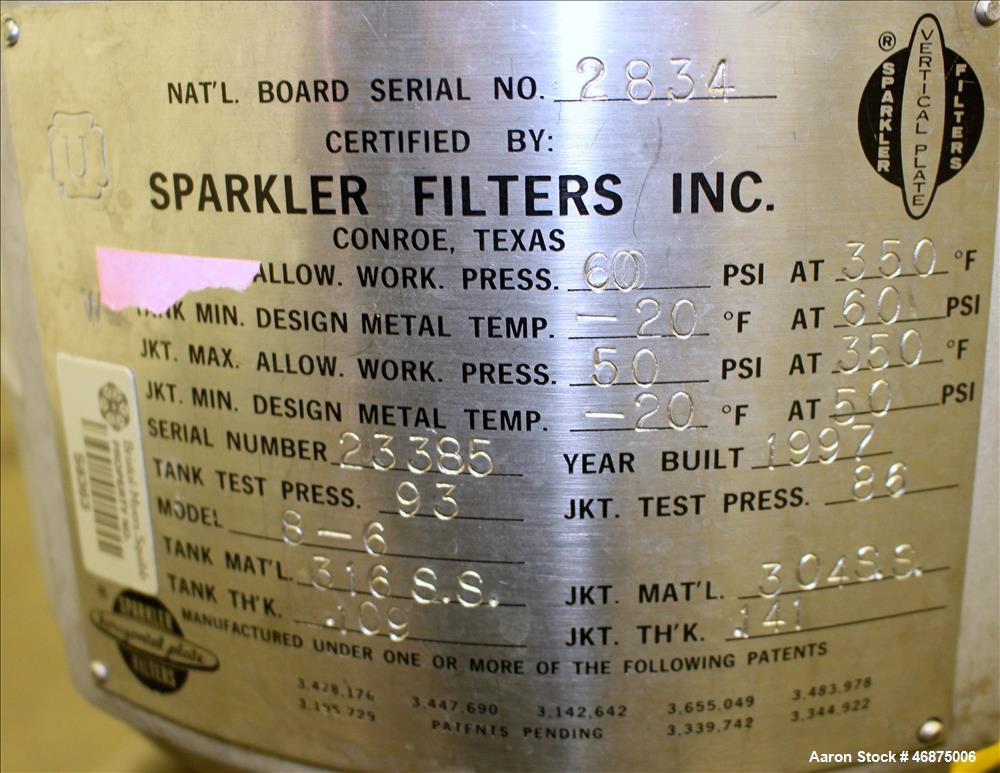 NAT'L. BOARD SERIAL NO. 2834
U
CERTIFIED BY:
SPARKLER FILTERS INC.
CONROE, TEXAS
® SPARKLER VERTICAL PLATE FILTERS
ALLOW. WORK. PRESS. 60 PSI AT 350 °F
MIN. DESIGN METAL TEMP. -20 °F AT 60 PSI
JKT. MAX. ALLOW. WORK. PRESS. 50 PSI AT 350 °F
JKT. MIN. DESIGN METAL TEMP. -20 °F AT 50 PSI
SERIAL NUMBER 23385 YEAR BUILT 1997
TANK TEST PRESS. 93 JKT. TEST PRESS. 86
MODEL 8-6
TANK MAT'L. 316 S.S. JKT. MAT'L. 304 S.S.
TANK TH'K. .109 JKT. TH'K. .141
PROPERTY NO.
® SPARKLER horizontal plate FILTERS
MANUFACTURED UNDER ONE OR MORE OF THE FOLLOWING PATENTS
3,428,176 3,447,690 3,142,642 3,655,049 3,483,978
3,195,729 PATENTS PENDING 3,339,742 3,344,922
Aaron Stock # 46875006